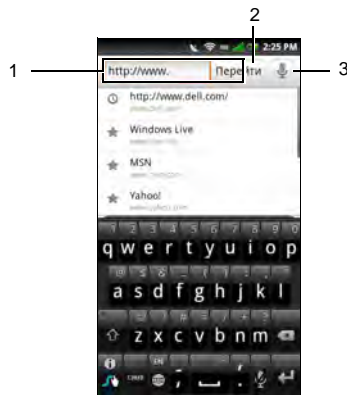 2
2:25 PM
1
http://www.
Перейти
3
http://www.dell.com/
Windows Live
MSN
Yahoo!
q w e r t y u i o p
a s d f g h j k l
z x c v b n m
EN